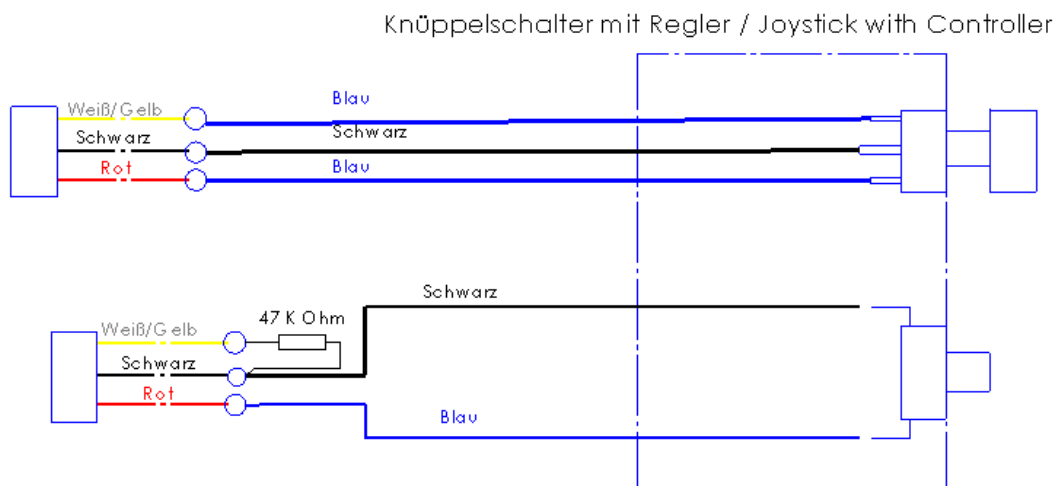 Knüppelschalter mit Regler / Joystick with Controller
Weiß/Gelb
Blau
Schwarz
Schwarz
Rot
Blau
Schwarz
47 K Ohm
Weiß/Gelb
Schwarz
Rot
Blau